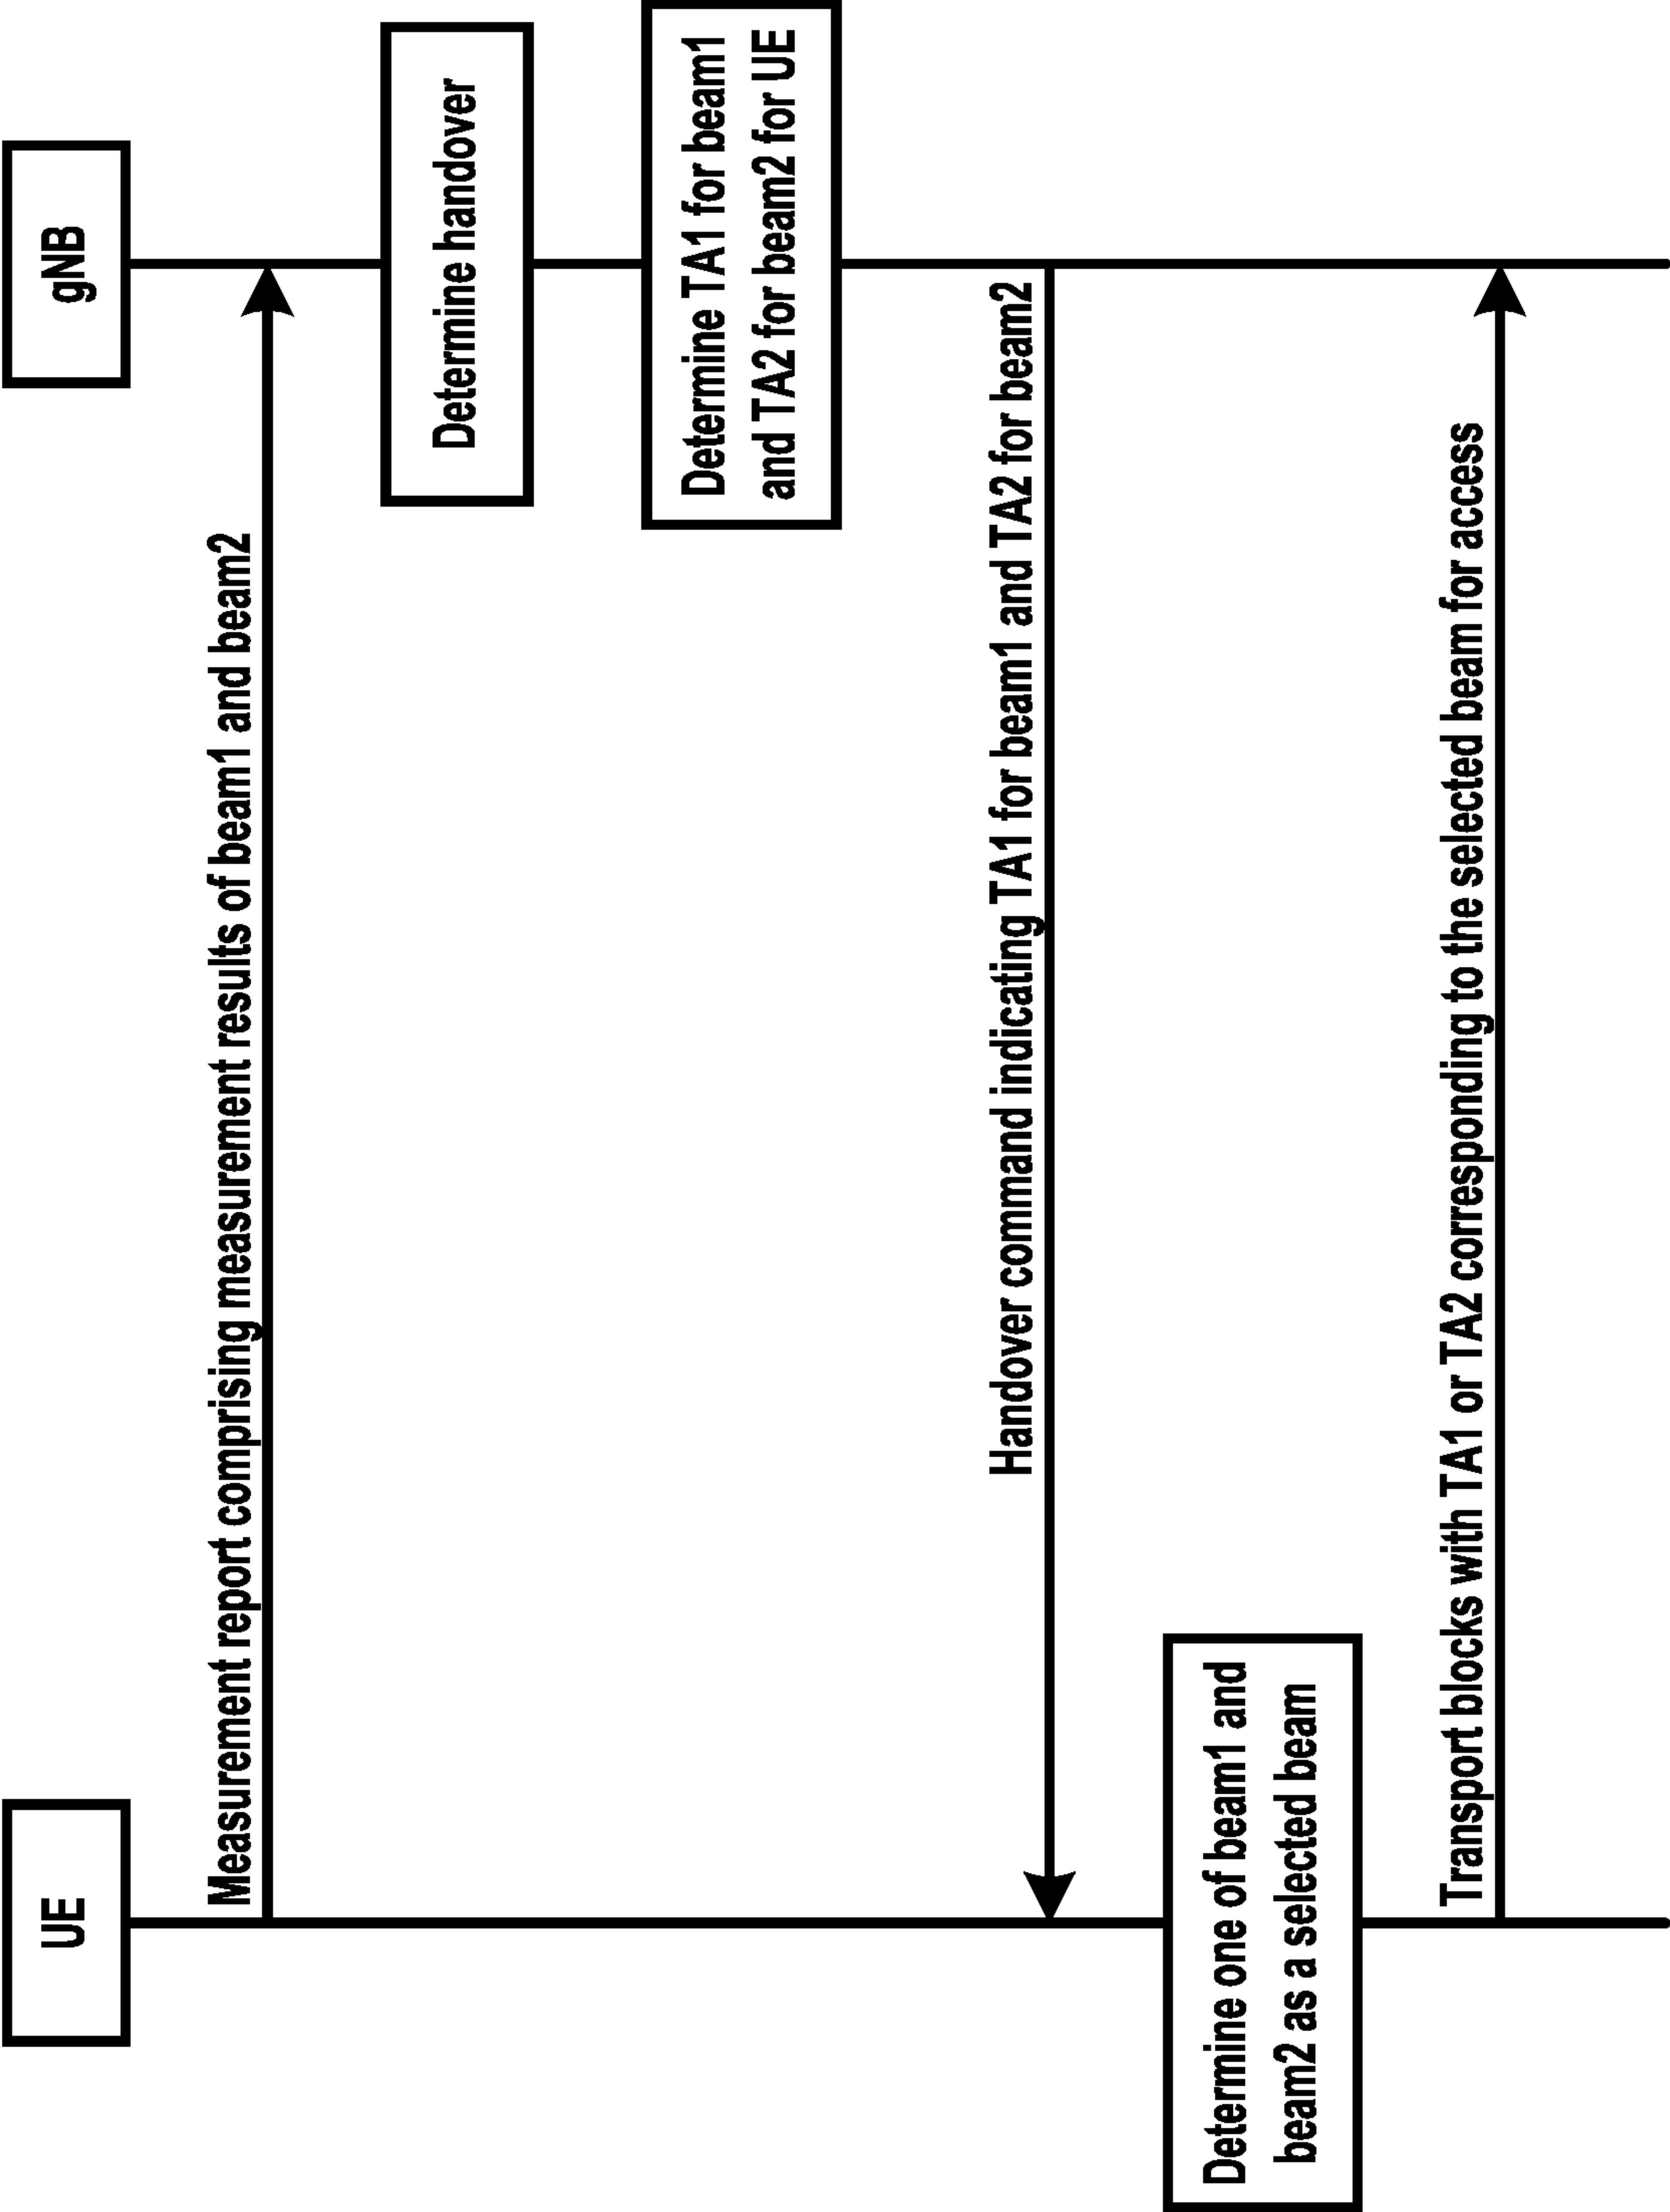 UE
gNB
Measurement report comprising measurement results of beam1 and beam2
Determine handover
Determine TA1 for beam1
and TA2 for beam2 for UE
Handover command indicating TA1 for beam1 and TA2 for beam2
Determine one of beam1 and
beam2 as a selected beam
Transport blocks with TA1 or TA2 corresponding to the selected beam for access